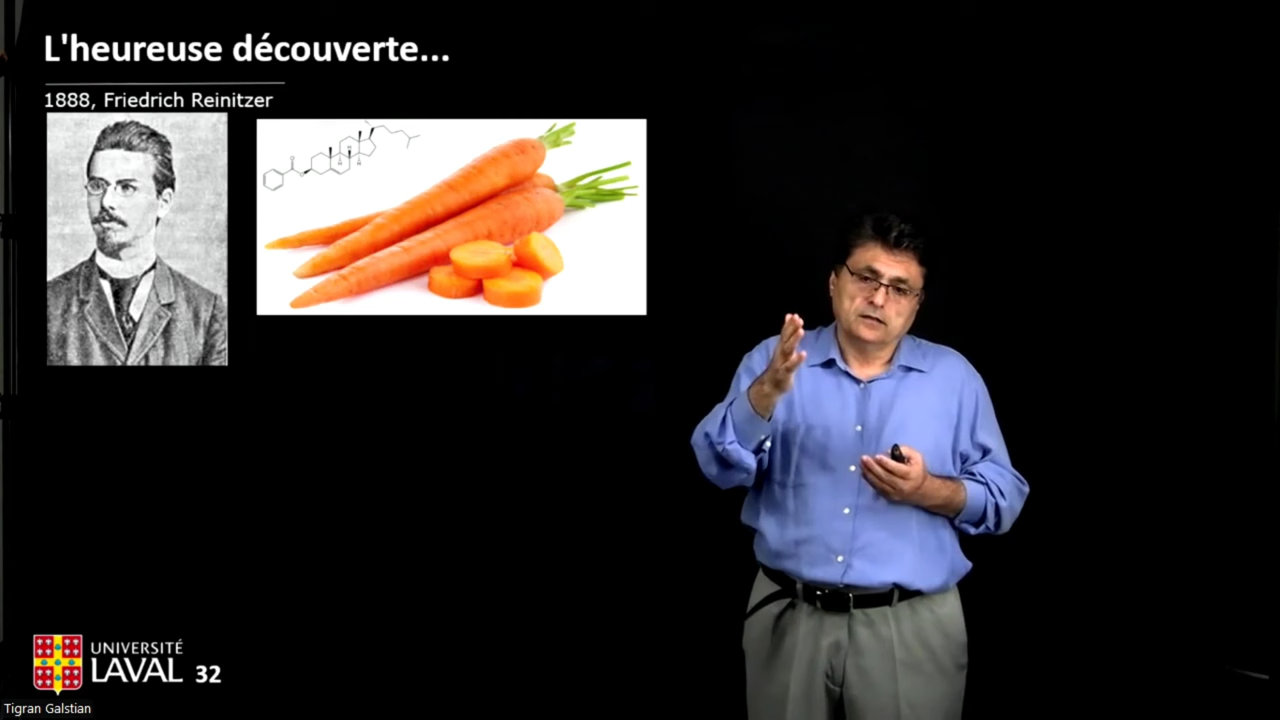 L'heureuse découverte...
1888, Friedrich Reinitzer
UNIVERSITÉ
LAVAL 32
Tigran Galstian